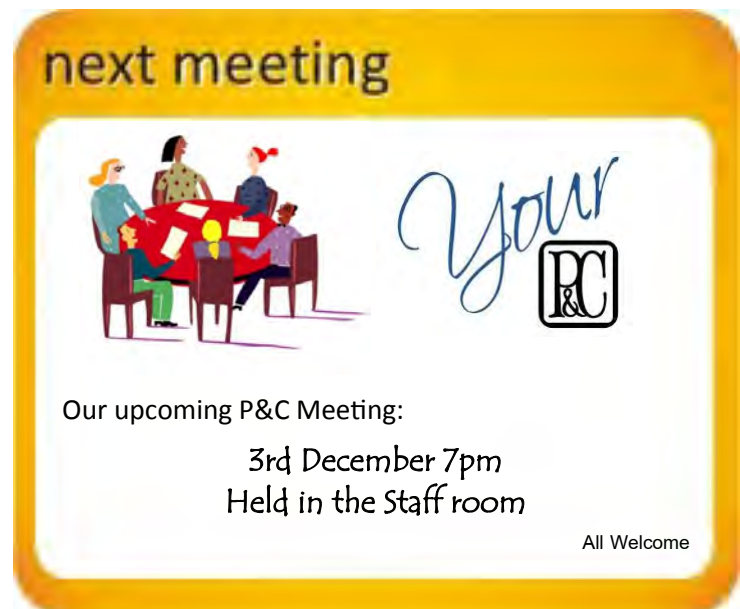 next meeting
Your
P&C
Our upcoming P&C Meeting:
3rd December 7pm
Held in the Staff room
All Welcome